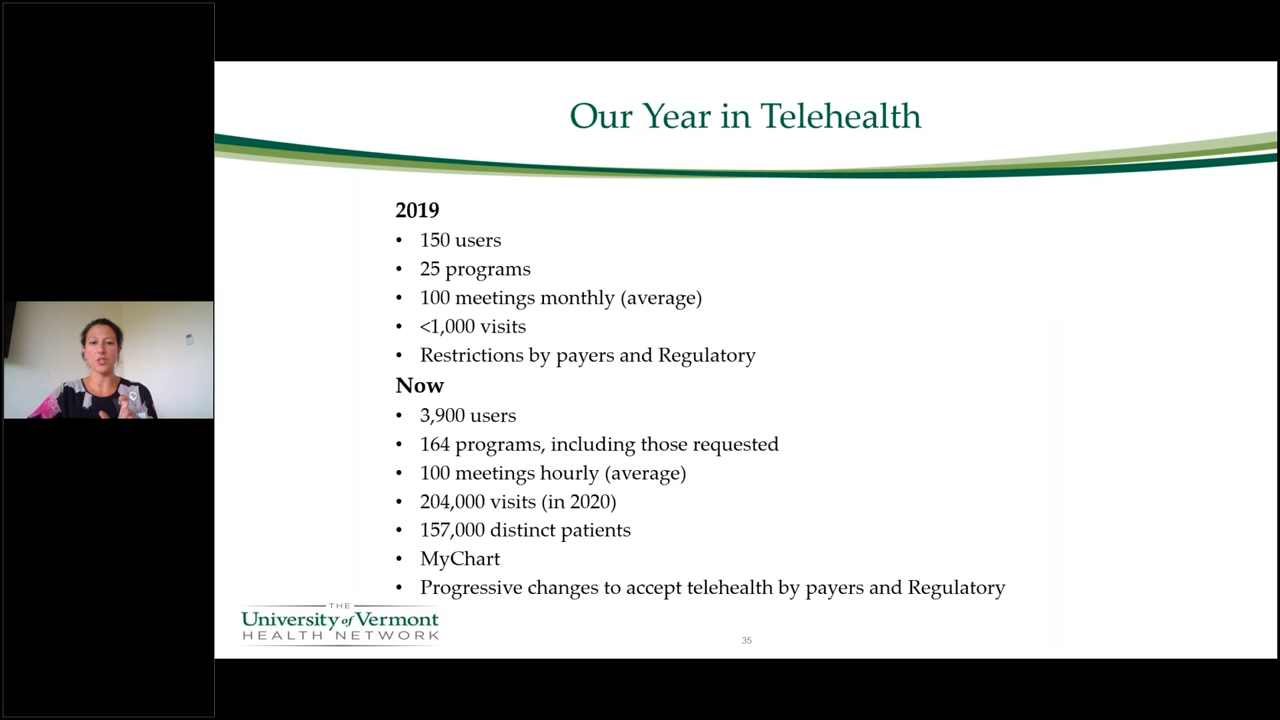 Our Year in Telehealth
2019
• 150 users
• 25 programs
• 100 meetings monthly (average)
• <1,000 visits
• Restrictions by payers and Regulatory
Now
• 3,900 users
• 164 programs, including those requested
• 100 meetings hourly (average)
• 204,000 visits (in 2020)
• 157,000 distinct patients
• MyChart
• Progressive changes to accept telehealth by payers and Regulatory
THE
University of Vermont
HEALTH NETWORK
35